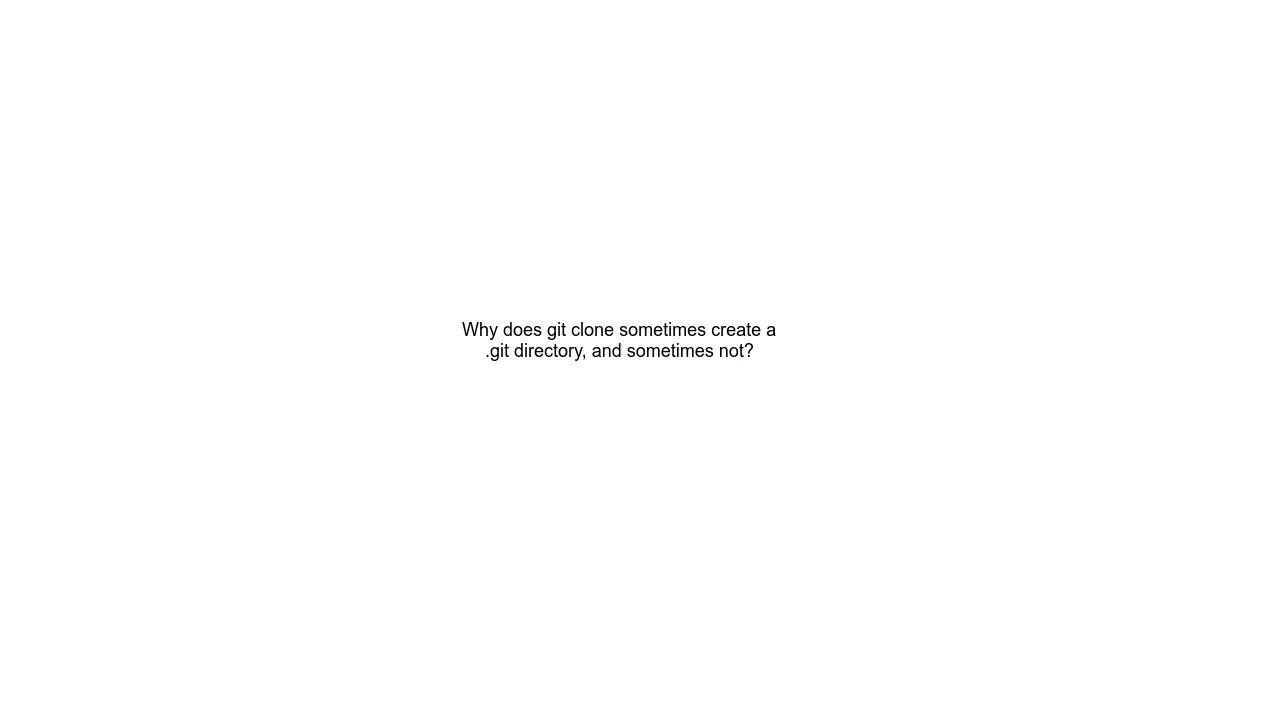 Why does git clone sometimes create a
.git directory, and sometimes not?